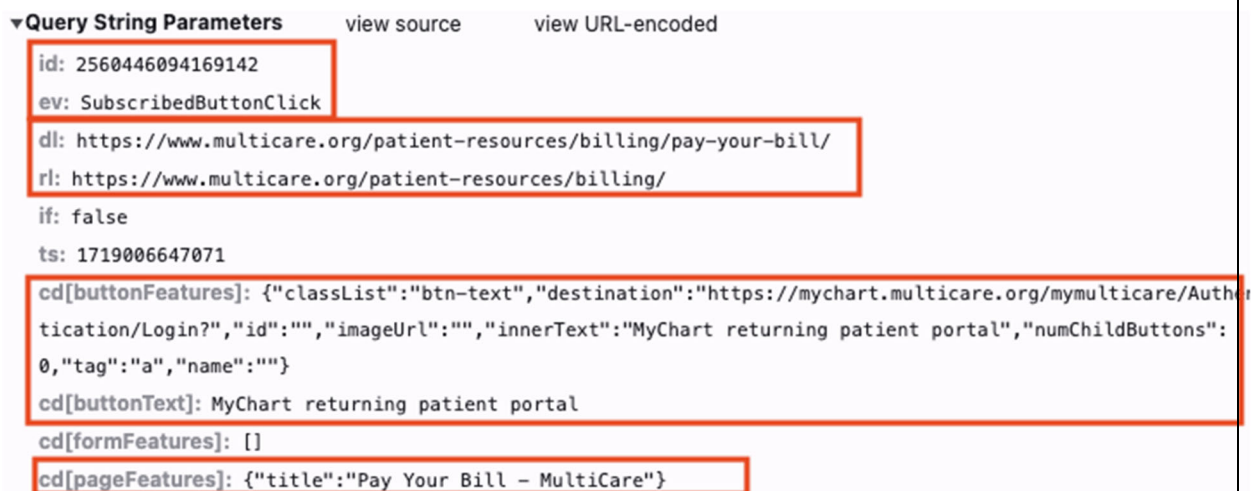 ▼Query String Parameters view source view URL-encoded
id: 2560446094169142
ev: SubscribedButtonClick
dl: https://www.multicare.org/patient-resources/billing/pay-your-bill/
rl: https://www.multicare.org/patient-resources/billing/
if: false
ts: 1719006647071
cd[buttonFeatures]: {"classList":"btn-text","destination":"https://mychart.multicare.org/mymulticare/Authen
tication/Login?","id":"","imageUrl":"","innerText":"MyChart returning patient portal","numChildButtons":
0,"tag":"a","name":""}
cd[buttonText]: MyChart returning patient portal
cd[formFeatures]: []
cd[pageFeatures]: {"title":"Pay Your Bill – MultiCare"}